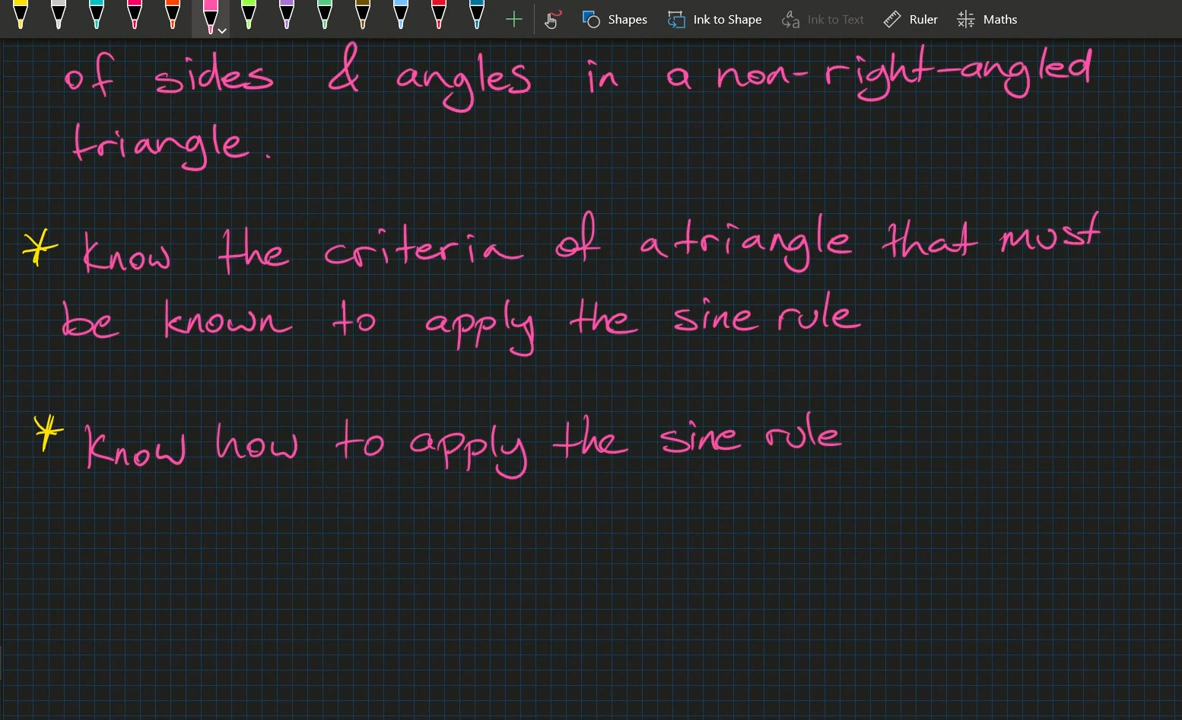 Shapes Ink to Shape Ink to Text Ruler Maths
of sides & angles in a non-right-angled
triangle.
* Know the criteria of a triangle that must
be known to apply the sine rule
* Know how to apply the sine rule